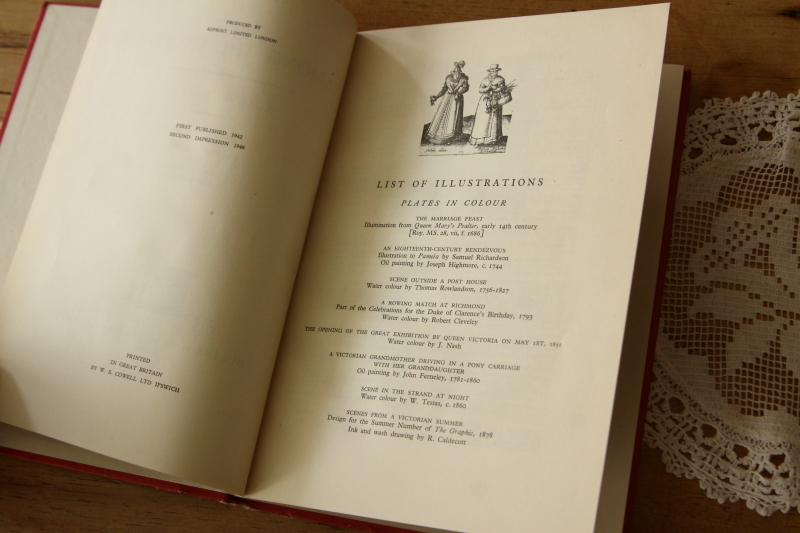 PRODUCED BY
ADPRINT LIMITED LONDON
FIRST PUBLISHED 1942
SECOND IMPRESSION 1946
PRINTED
IN GREAT BRITAIN
BY W. S. COWELL LTD IPSWICH
LIST OF ILLUSTRATIONS
PLATES IN COLOUR
THE MARRIAGE FEAST
Illumination from Queen Mary's Psalter, early 14th century
[Roy. MS, 28, vii, f. 168b]
AN EIGHTEENTH-CENTURY RENDEZVOUS
Illustration to Pamela by Samuel Richardson
Oil painting by Joseph Highmore, c. 1744
SCENE OUTSIDE A POST HOUSE
Water colour by Thomas Rowlandson, 1756-1827
A ROWING MATCH AT RICHMOND
Part of the Celebrations for the Duke of Clarence's Birthday, 1793
Water colour by Robert Cleveley
THE OPENING OF THE GREAT EXHIBITION BY QUEEN VICTORIA ON MAY 1ST, 1851
Water colour by J. Nash
A VICTORIAN GRANDMOTHER DRIVING IN A PONY CARRIAGE
WITH HER GRANDDAUGHTER
Oil painting by John Ferneley, 1781-1860
SCENE IN THE STRAND AT NIGHT
Water colour by W. Testas, c. 1860
SCENES FROM A VICTORIAN SUMMER
Design for the Summer Number of The Graphic, 1878
Ink and wash drawing by R. Caldecott